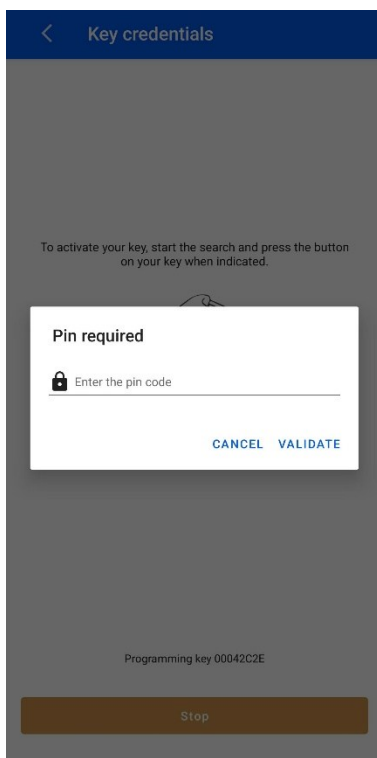 Key credentials
To activate your key, start the search and press the button
on your key when indicated.
Pin required
Enter the pin code
CANCEL VALIDATE
Programming key 00042C2E
Stop